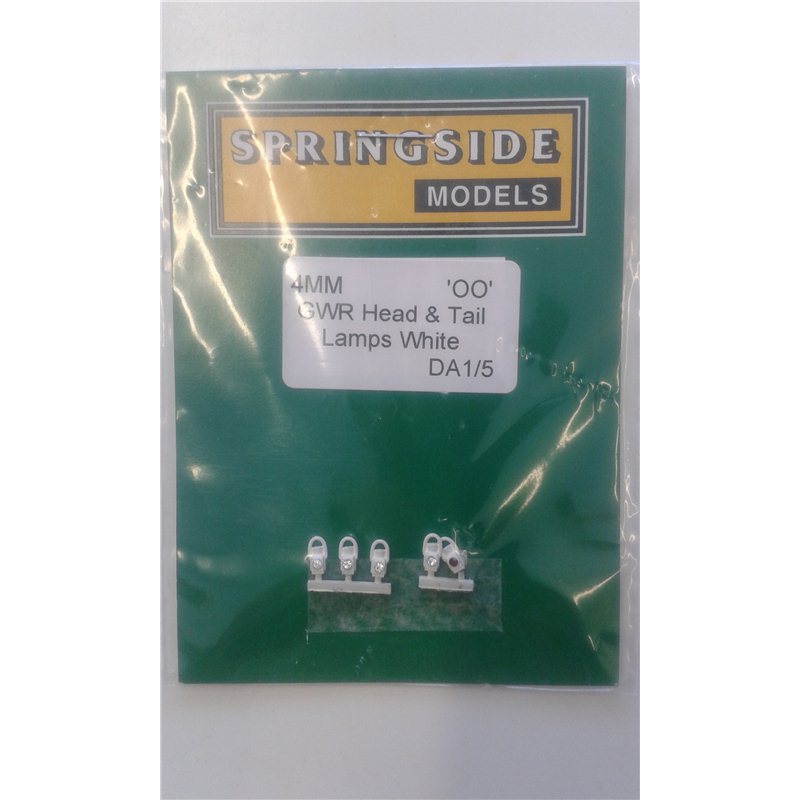 SPRINGSIDE
MODELS
4MM 'OO'
GWR Head & Tail
Lamps White
DA1/5